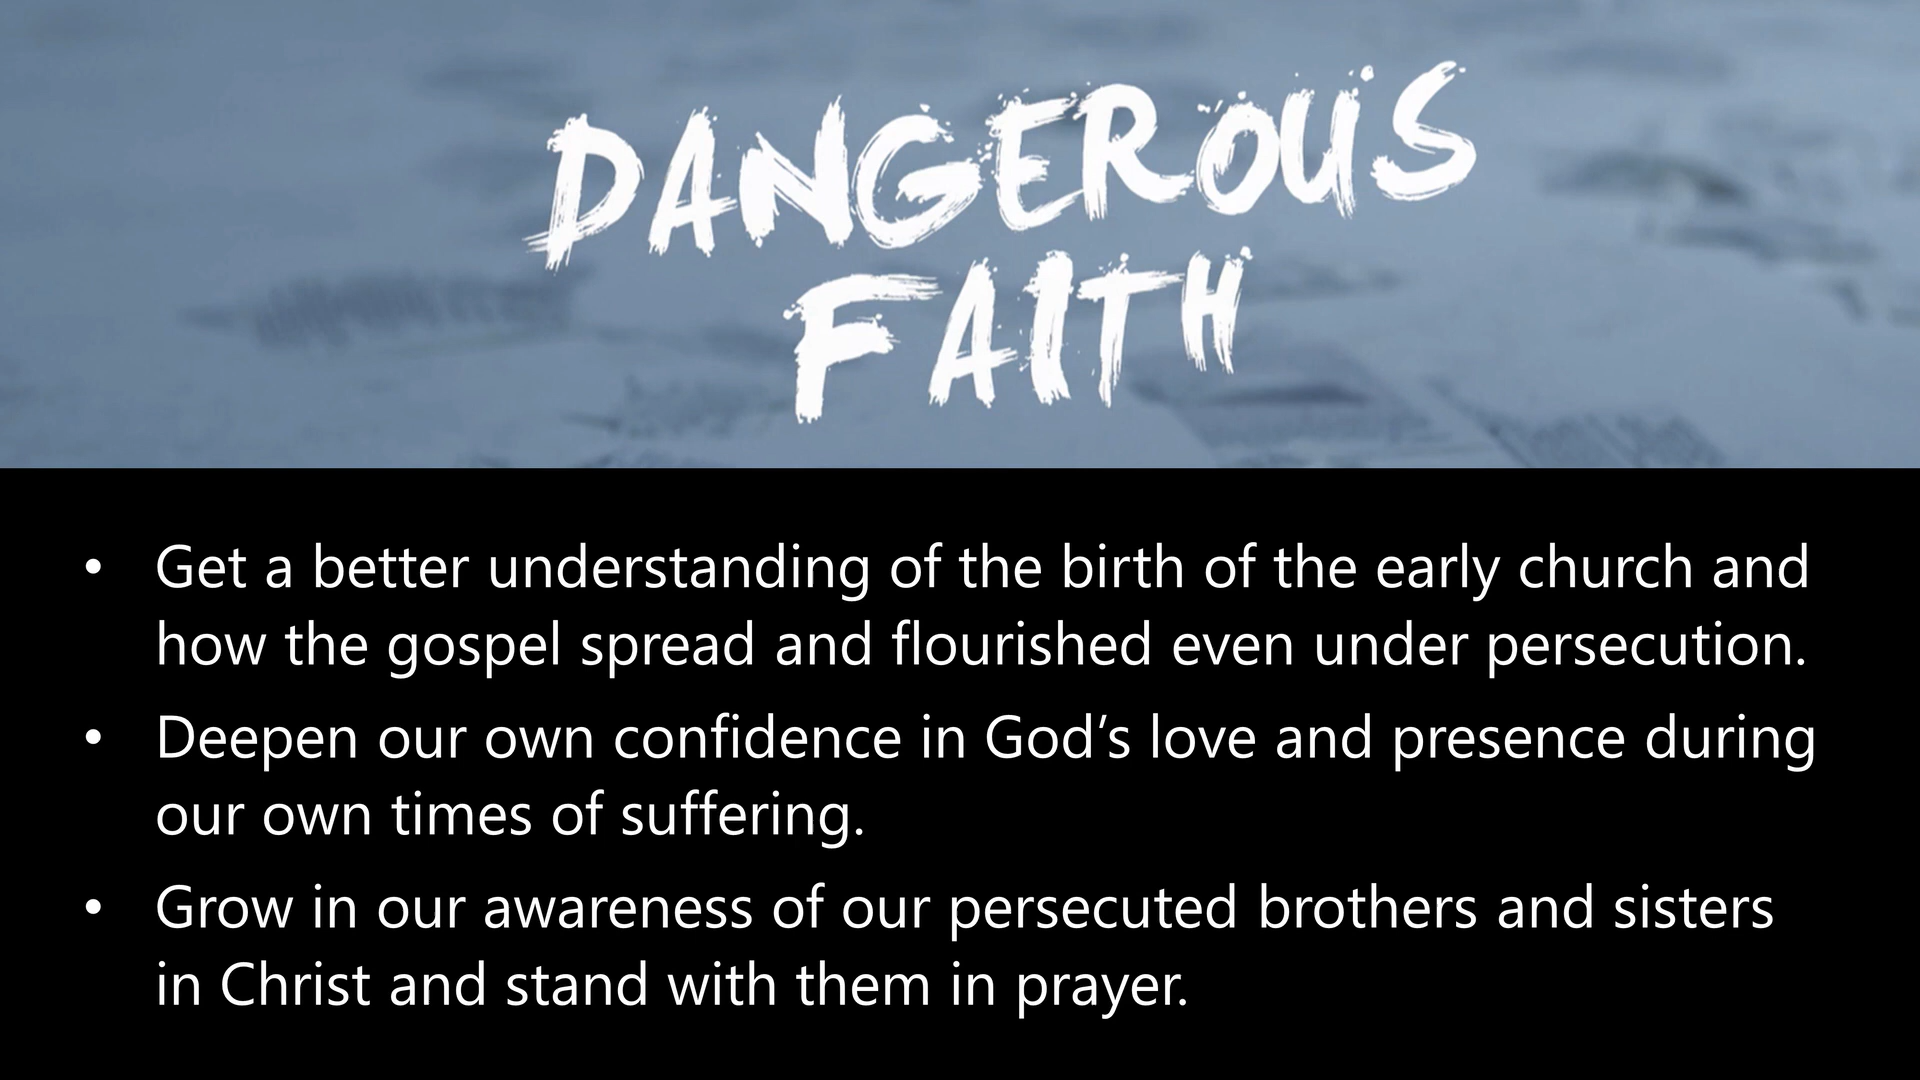 DANGEROUS
FAITH
• Get a better understanding of the birth of the early church and
how the gospel spread and flourished even under persecution.
• Deepen our own confidence in God’s love and presence during
our own times of suffering.
• Grow in our awareness of our persecuted brothers and sisters
in Christ and stand with them in prayer.